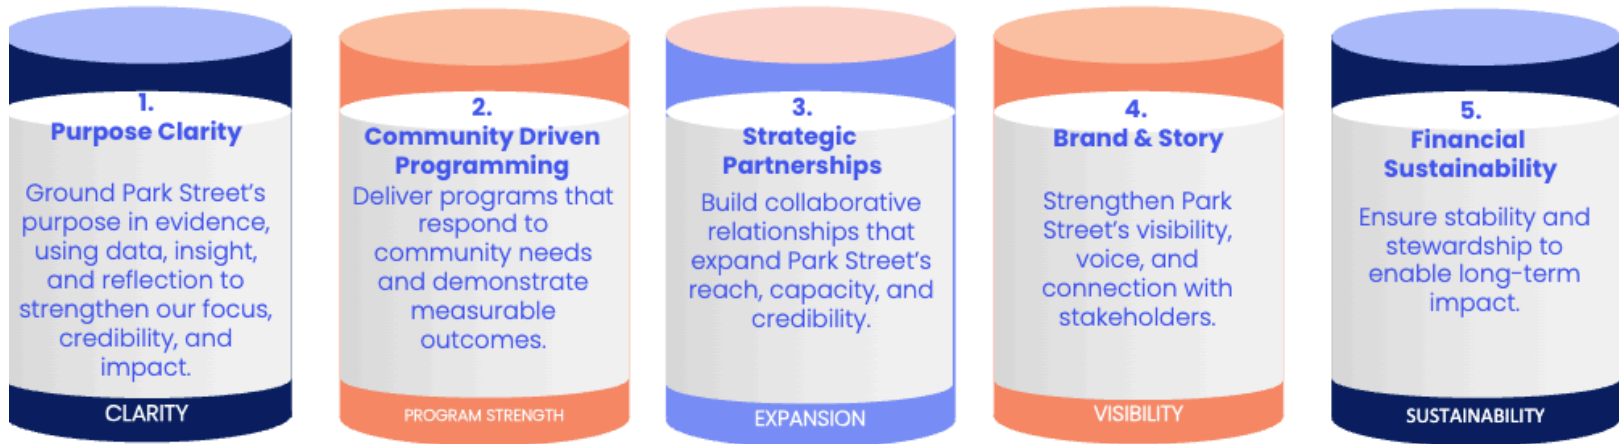 1.
Purpose Clarity
Ground Park Street’s
purpose in evidence,
using data, insight,
and reflection to
strengthen our focus,
credibility, and
impact.
CLARITY
2.
Community Driven
Programming
Deliver programs that
respond to
community needs
and demonstrate
measurable
outcomes.
PROGRAM STRENGTH
3.
Strategic
Partnerships
Build collaborative
relationships that
expand Park Street’s
reach, capacity, and
credibility.
EXPANSION
4.
Brand & Story
Strengthen Park
Street’s visibility,
voice, and
connection with
stakeholders.
VISIBILITY
5.
Financial
Sustainability
Ensure stability and
stewardship to
enable long-term
impact.
SUSTAINABILITY